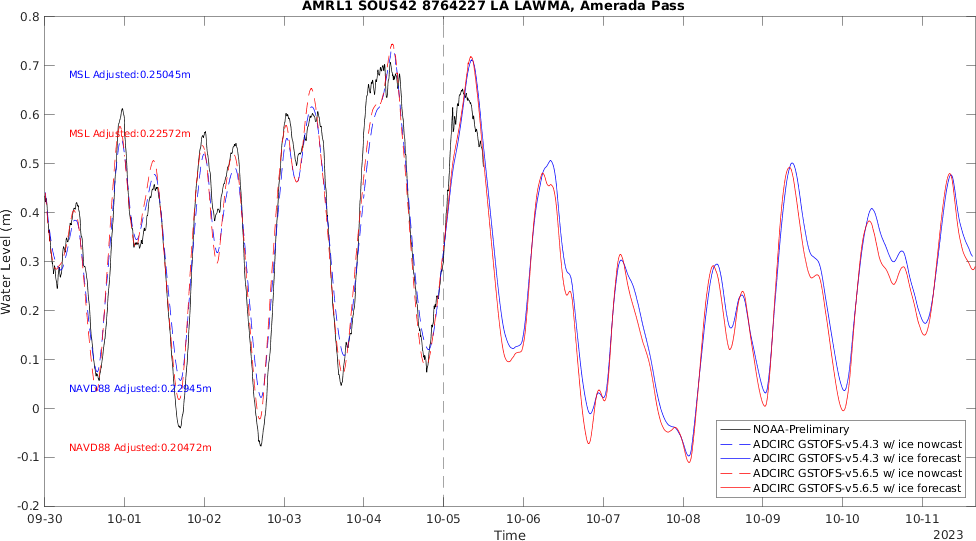 AMRL1 SOUS42 8764227 LA LAWMA, Amerada Pass
0.8
0.7
0.6
0.5
0.4
0.3
0.2
0.1
0
-0.1
-0.2
Water Level (m)
MSL Adjusted:0.25045m
MSL Adjusted:0.22572m
NAVD88 Adjusted:0.22945m
NAVD88 Adjusted:0.20472m
NOAA-Preliminary
ADCIRC GSTOFS-v5.4.3 w/ ice nowcast
ADCIRC GSTOFS-v5.4.3 w/ ice forecast
ADCIRC GSTOFS-v5.6.5 w/ ice nowcast
ADCIRC GSTOFS-v5.6.5 w/ ice forecast
09-30 10-01 10-02 10-03 10-04 10-05 10-06 10-07 10-08 10-09 10-10 10-11
Time
2023